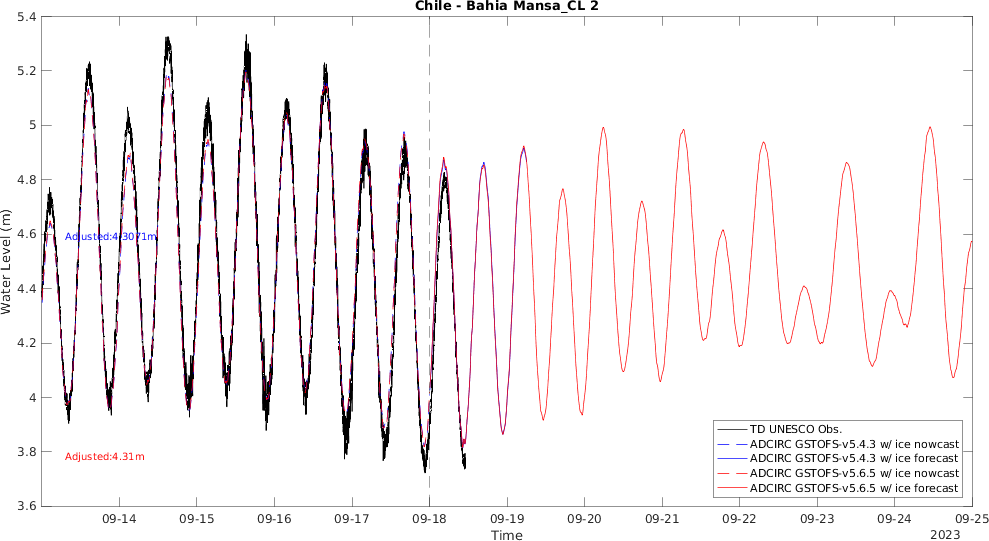 Chile - Bahia Mansa_CL 2
5.4
5.2
5
4.8
4.6
4.4
4.2
4
3.8
3.6
Water Level (m)
Adjusted:4.3071m
Adjusted:4.31m
TD UNESCO Obs.
ADCIRC GSTOFS-v5.4.3 w/ ice nowcast
ADCIRC GSTOFS-v5.4.3 w/ ice forecast
ADCIRC GSTOFS-v5.6.5 w/ ice nowcast
ADCIRC GSTOFS-v5.6.5 w/ ice forecast
09-14 09-15 09-16 09-17 09-18 09-19 09-20 09-21 09-22 09-23 09-24 09-25
Time
2023